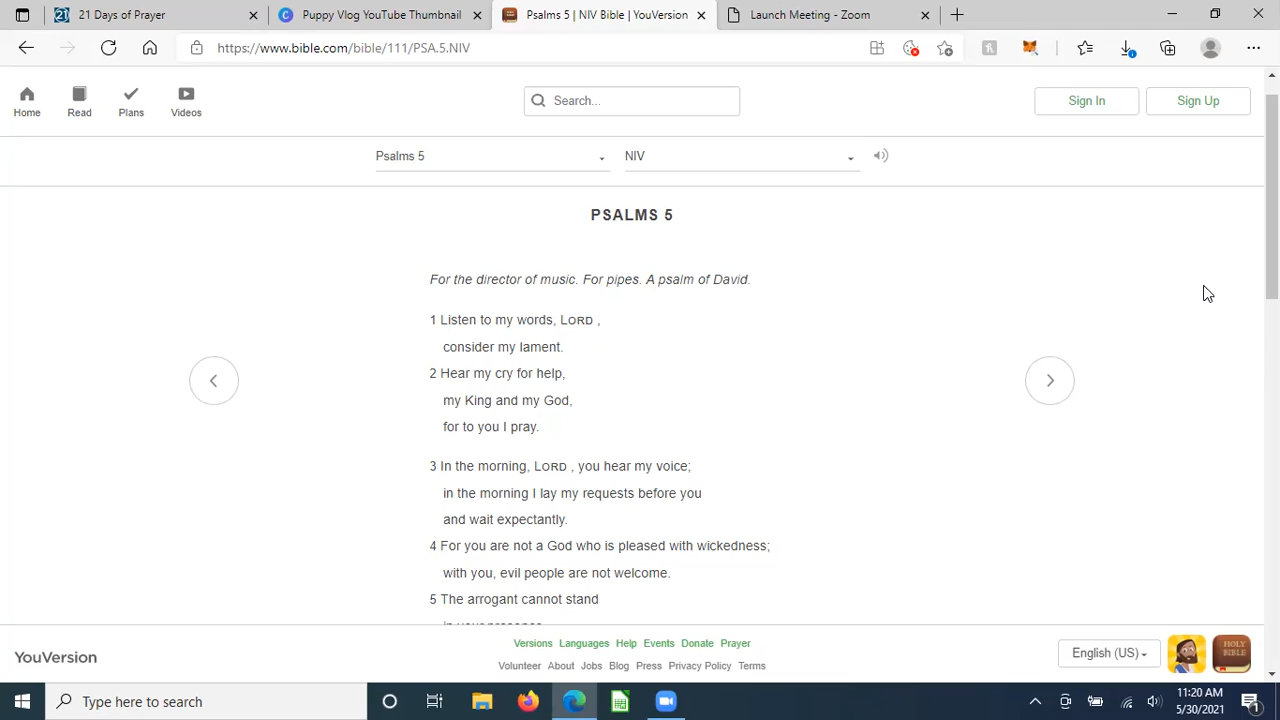 21 Days of Prayer
Puppy Vlog YouTube Thumbnail
Psalms 5 | NIV Bible | YouVersion
Launch Meeting - Zoom
https://www.bible.com/bible/111/PSA.5.NIV
Home
Read
Plans
Videos
Search...
Sign In
Sign Up
Psalms 5
NIV
PSALMS 5
For the director of music. For pipes. A psalm of David.
1 Listen to my words, LORD ,
consider my lament.
2 Hear my cry for help,
my King and my God,
for to you I pray.
3 In the morning, LORD , you hear my voice;
in the morning I lay my requests before you
and wait expectantly.
4 For you are not a God who is pleased with wickedness;
with you, evil people are not welcome.
5 The arrogant cannot stand
in your presence
Versions Languages Help Events Donate Prayer
YouVersion
English (US)
HOLY BIBLE
Volunteer About Jobs Blog Press Privacy Policy Terms
Type here to search
11:20 AM
5/30/2021
1